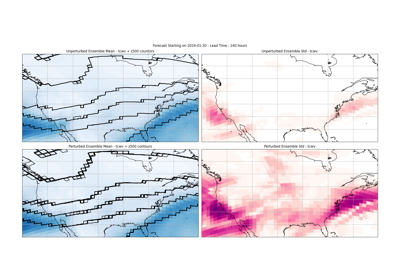 Forecast Starting on 2024-01-30 - Lead Time - 240 hours
Unperturbed Ensemble Mean - tcwv + z500 countors
Unperturbed Ensemble Std - tcwv
Perturbed Ensemble Mean - tcwv + z500 contours
Perturbed Ensemble Std - tcwv